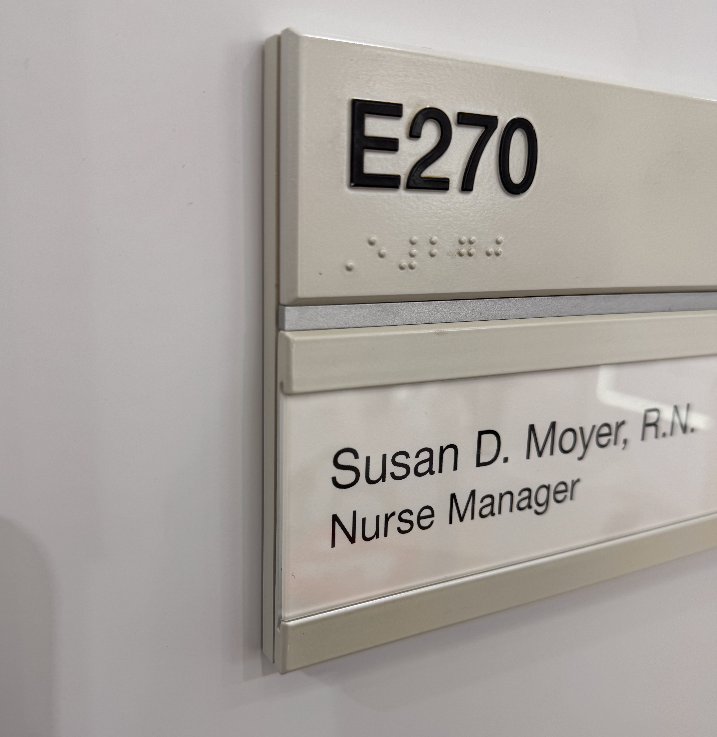 E270
Susan D. Moyer, R.N.
Nurse Manager